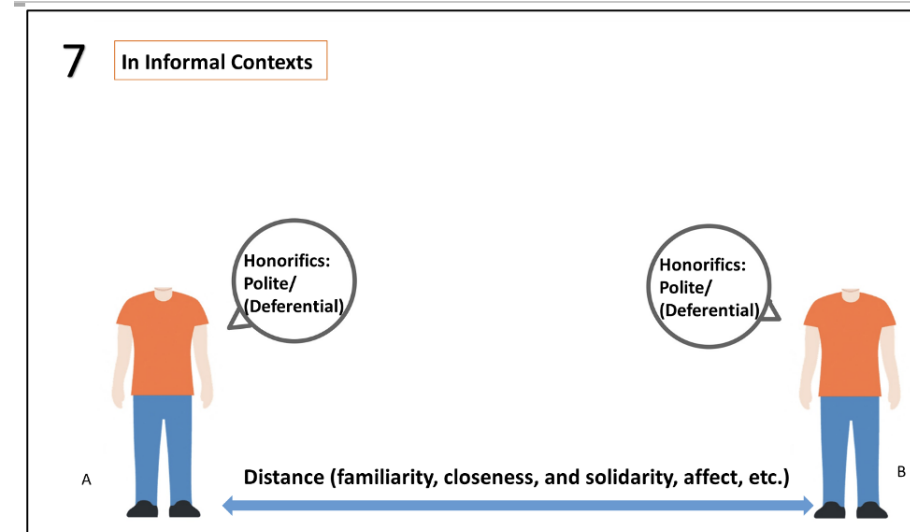 7
In Informal Contexts
Honorifics:
Polite/
(Deferential)
Honorifics:
Polite/
(Deferential)
A
Distance (familiarity, closeness, and solidarity, affect, etc.)
B